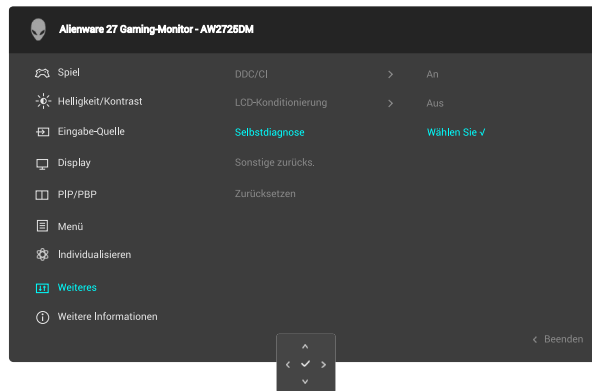 Alienware 27 Gaming-Monitor - AW2725DM
Spiel
DDC/CI
An
Helligkeit/Kontrast
LCD-Konditionierung
Aus
Eingabe-Quelle
Selbstdiagnose
Wählen Sie √
Display
Sonstige zurücks.
PIP/PBP
Zurücksetzen
Menü
Individualisieren
Weiteres
Weitere Informationen
Beenden